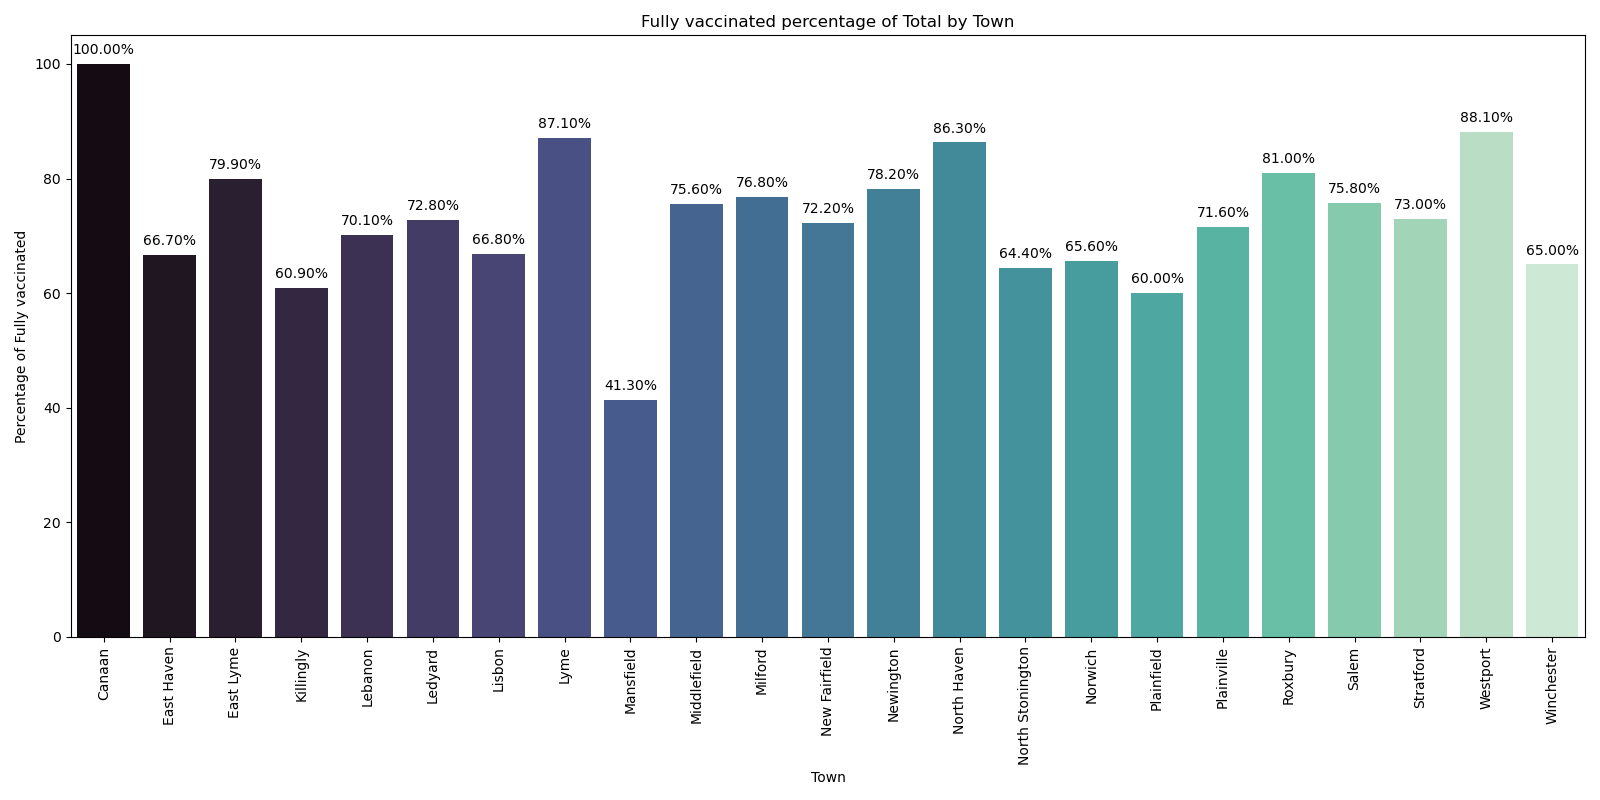 Fully vaccinated percentage of Total by Town
Percentage of Fully vaccinated
100
80
60
40
20
0
100.00%
66.70%
79.90%
60.90%
70.10%
72.80%
66.80%
87.10%
41.30%
75.60%
76.80%
72.20%
78.20%
86.30%
64.40%
65.60%
60.00%
71.60%
81.00%
75.80%
73.00%
88.10%
65.00%
Canaan
East Haven
East Lyme
Killingly
Lebanon
Ledyard
Lisbon
Lyme
Mansfield
Middlefield
Milford
New Fairfield
Newington
North Haven
North Stonington
Norwich
Plainfield
Plainville
Roxbury
Salem
Stratford
Westport
Winchester
Town